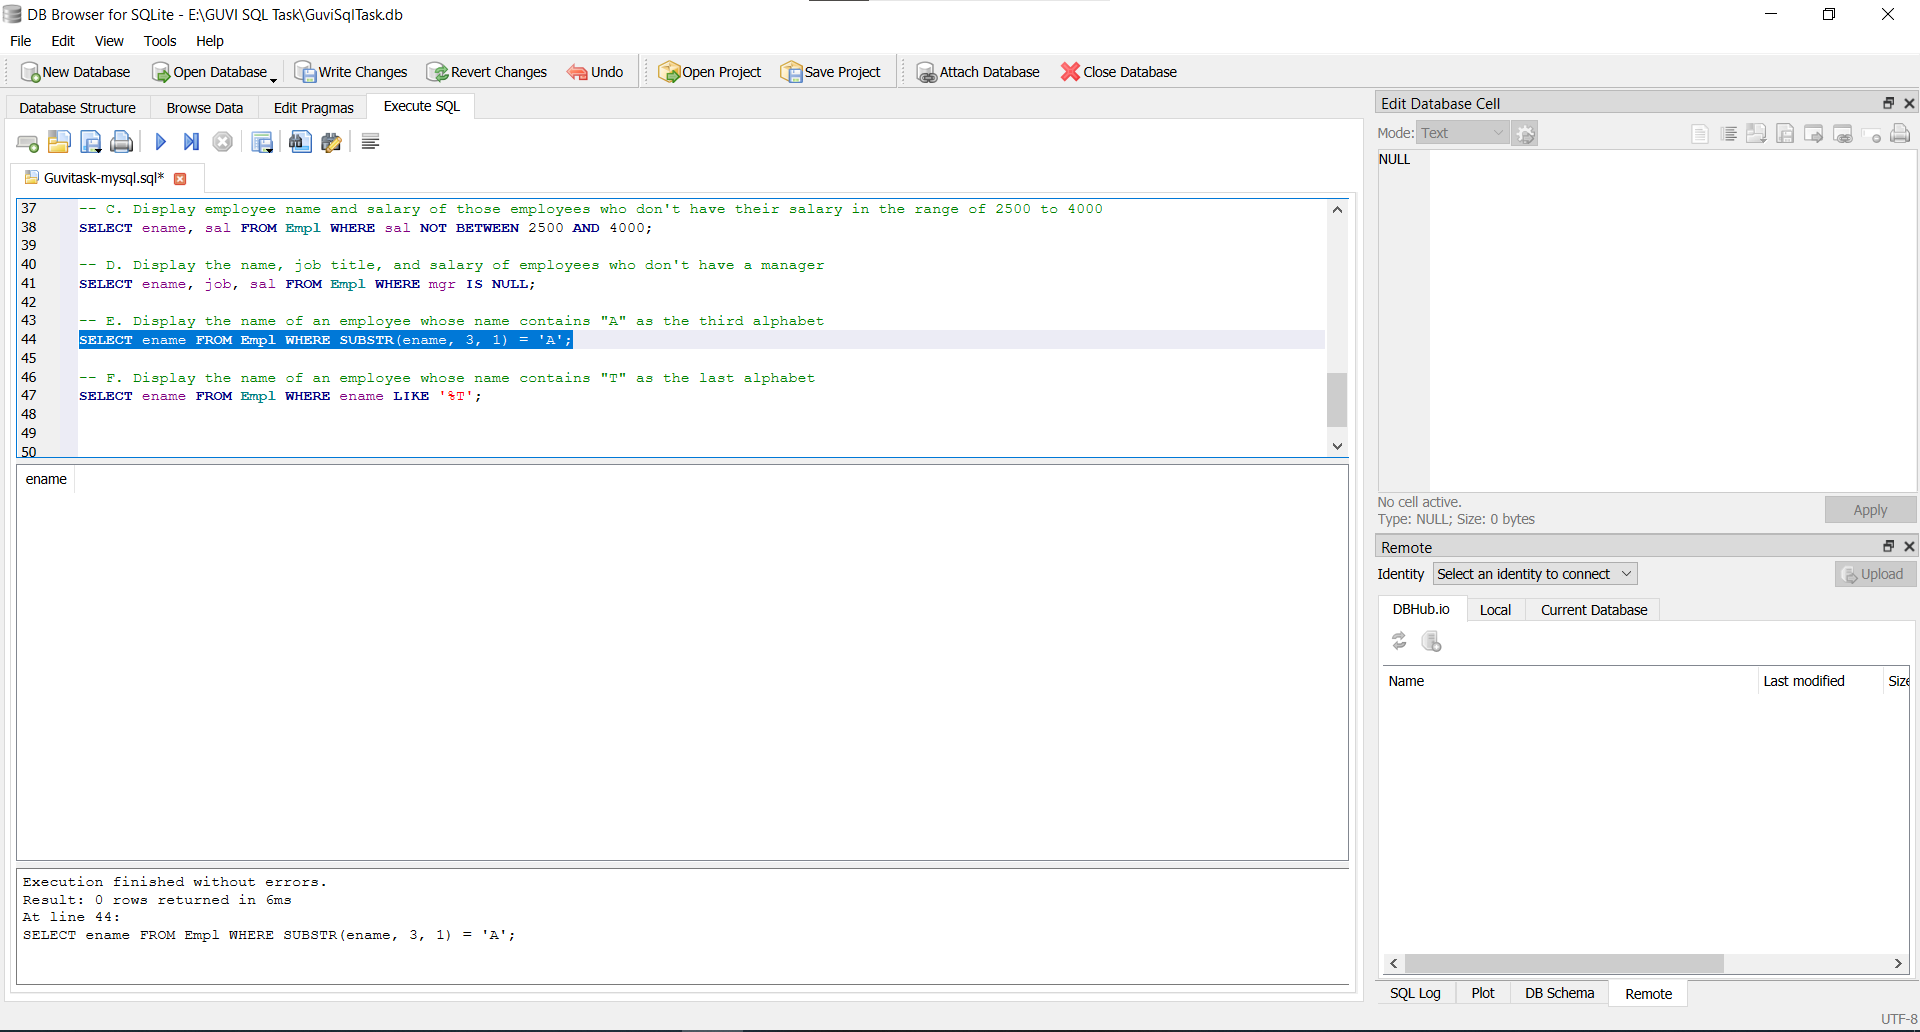 DB Browser for SQLite - E:\GUVI SQL Task\GuviSqlTask.db
File Edit View Tools Help
New Database Open Database Write Changes Revert Changes Undo Open Project Save Project Attach Database Close Database
Database Structure Browse Data Edit Pragmas Execute SQL
Guvitask-mysql.sql*
37 -- C. Display employee name and salary of those employees who don't have their salary in the range of 2500 to 4000
38 SELECT ename, sal FROM Empl WHERE sal NOT BETWEEN 2500 AND 4000;
39
40 -- D. Display the name, job title, and salary of employees who don't have a manager
41 SELECT ename, job, sal FROM Empl WHERE mgr IS NULL;
42
43 -- E. Display the name of an employee whose name contains "A" as the third alphabet
44 SELECT ename FROM Empl WHERE SUBSTR(ename, 3, 1) = 'A';
45
46 -- F. Display the name of an employee whose name contains "T" as the last alphabet
47 SELECT ename FROM Empl WHERE ename LIKE '%T';
48
49
50
ename
Execution finished without errors.
Result: 0 rows returned in 6ms
At line 44:
SELECT ename FROM Empl WHERE SUBSTR(ename, 3, 1) = 'A';
Edit Database Cell
Mode: Text
NULL
No cell active.
Type: NULL; Size: 0 bytes
Apply
Remote
Identity Select an identity to connect Upload
DBHub.io Local Current Database
Name Last modified Size
SQL Log Plot DB Schema Remote
UTF-8